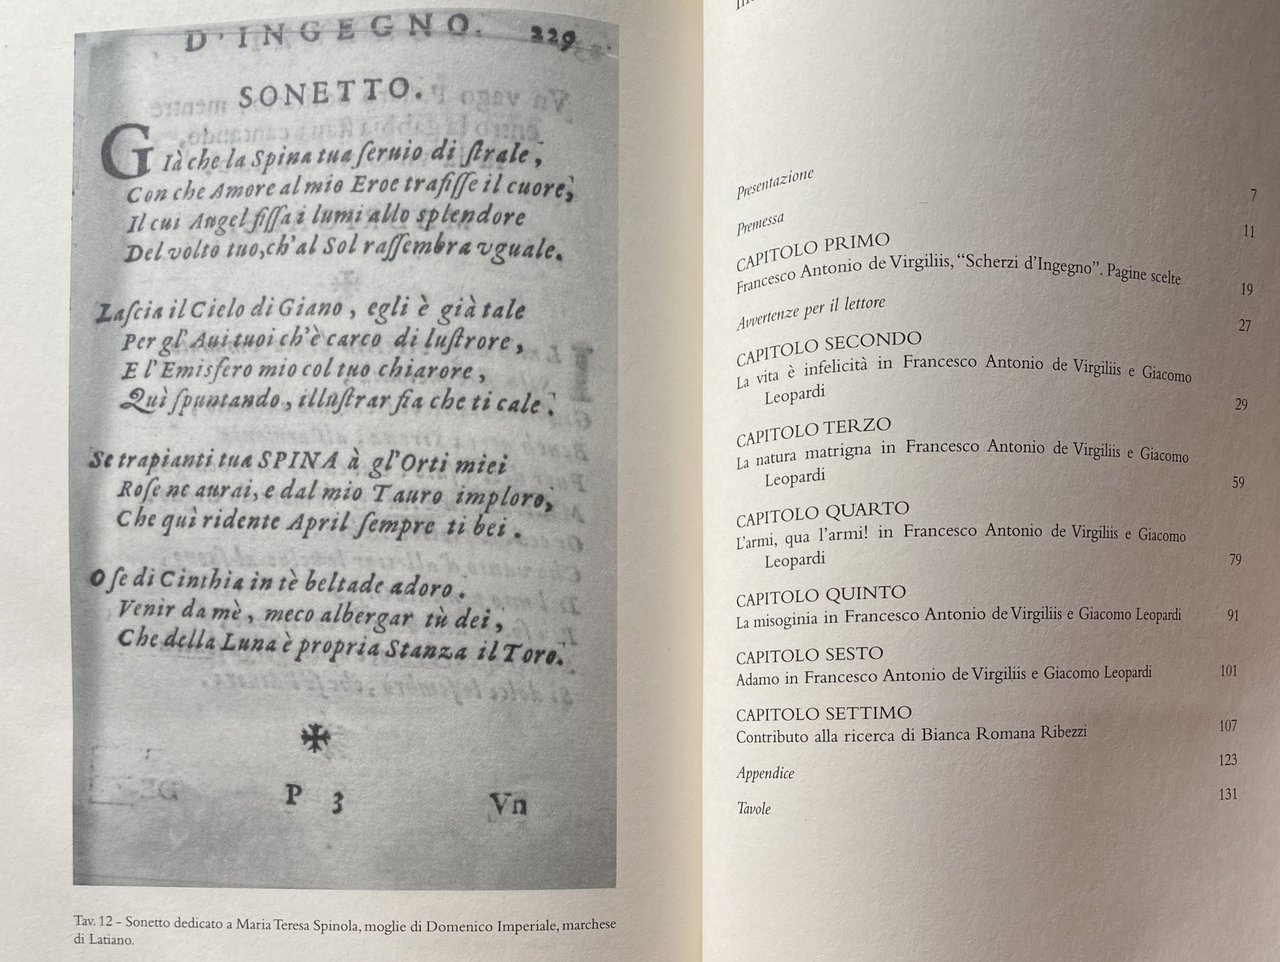 D'INGEGNO. 229
SONETTO.
GIà che la Spina tua ſeruio di ſtrale,
Con che Amore al mio Eroe trafiſſe il cuore,
Il cui Angel fiſſa i lumi allo splendore
Del volto tuo, ch'al Sol raſſembra vguale.
Laſcia il Cielo di Giano, egli è già tale
Per gl'Aui tuoi ch'è carco di luſtrore,
E l'Emisfero mio col tuo chiarore,
Quì ſpuntando, illuſtrar fia che ti cale.
Se trapianti tua SPINA à gl'Orti miei
Roſe ne aurai, e dal mio Tauro imploro,
Che quì ridente April ſempre ti bei.
O ſe di Cinthia in tè beltade adoro.
Venir da mè, meco albergar tù dei,
Che della Luna è propria Stanza il Toro.
P 3 Vn
Tav. 12 - Sonetto dedicato a Maria Teresa Spinola, moglie di Domenico Imperiale, marchese
di Latiano.
Presentazione 7
Premessa 11
CAPITOLO PRIMO
Francesco Antonio de Virgiliis, “Scherzi d'Ingegno”. Pagine scelte 19
Avvertenze per il lettore 27
CAPITOLO SECONDO
La vita è infelicità in Francesco Antonio de Virgiliis e Giacomo
Leopardi 29
CAPITOLO TERZO
La natura matrigna in Francesco Antonio de Virgiliis e Giacomo
Leopardi 59
CAPITOLO QUARTO
L'armi, qua l'armi! in Francesco Antonio de Virgiliis e Giacomo
Leopardi 79
CAPITOLO QUINTO
La misoginia in Francesco Antonio de Virgiliis e Giacomo Leopardi 91
CAPITOLO SESTO
Adamo in Francesco Antonio de Virgiliis e Giacomo Leopardi 101
CAPITOLO SETTIMO
Contributo alla ricerca di Bianca Romana Ribezzi 107
Appendice 123
Tavole 131